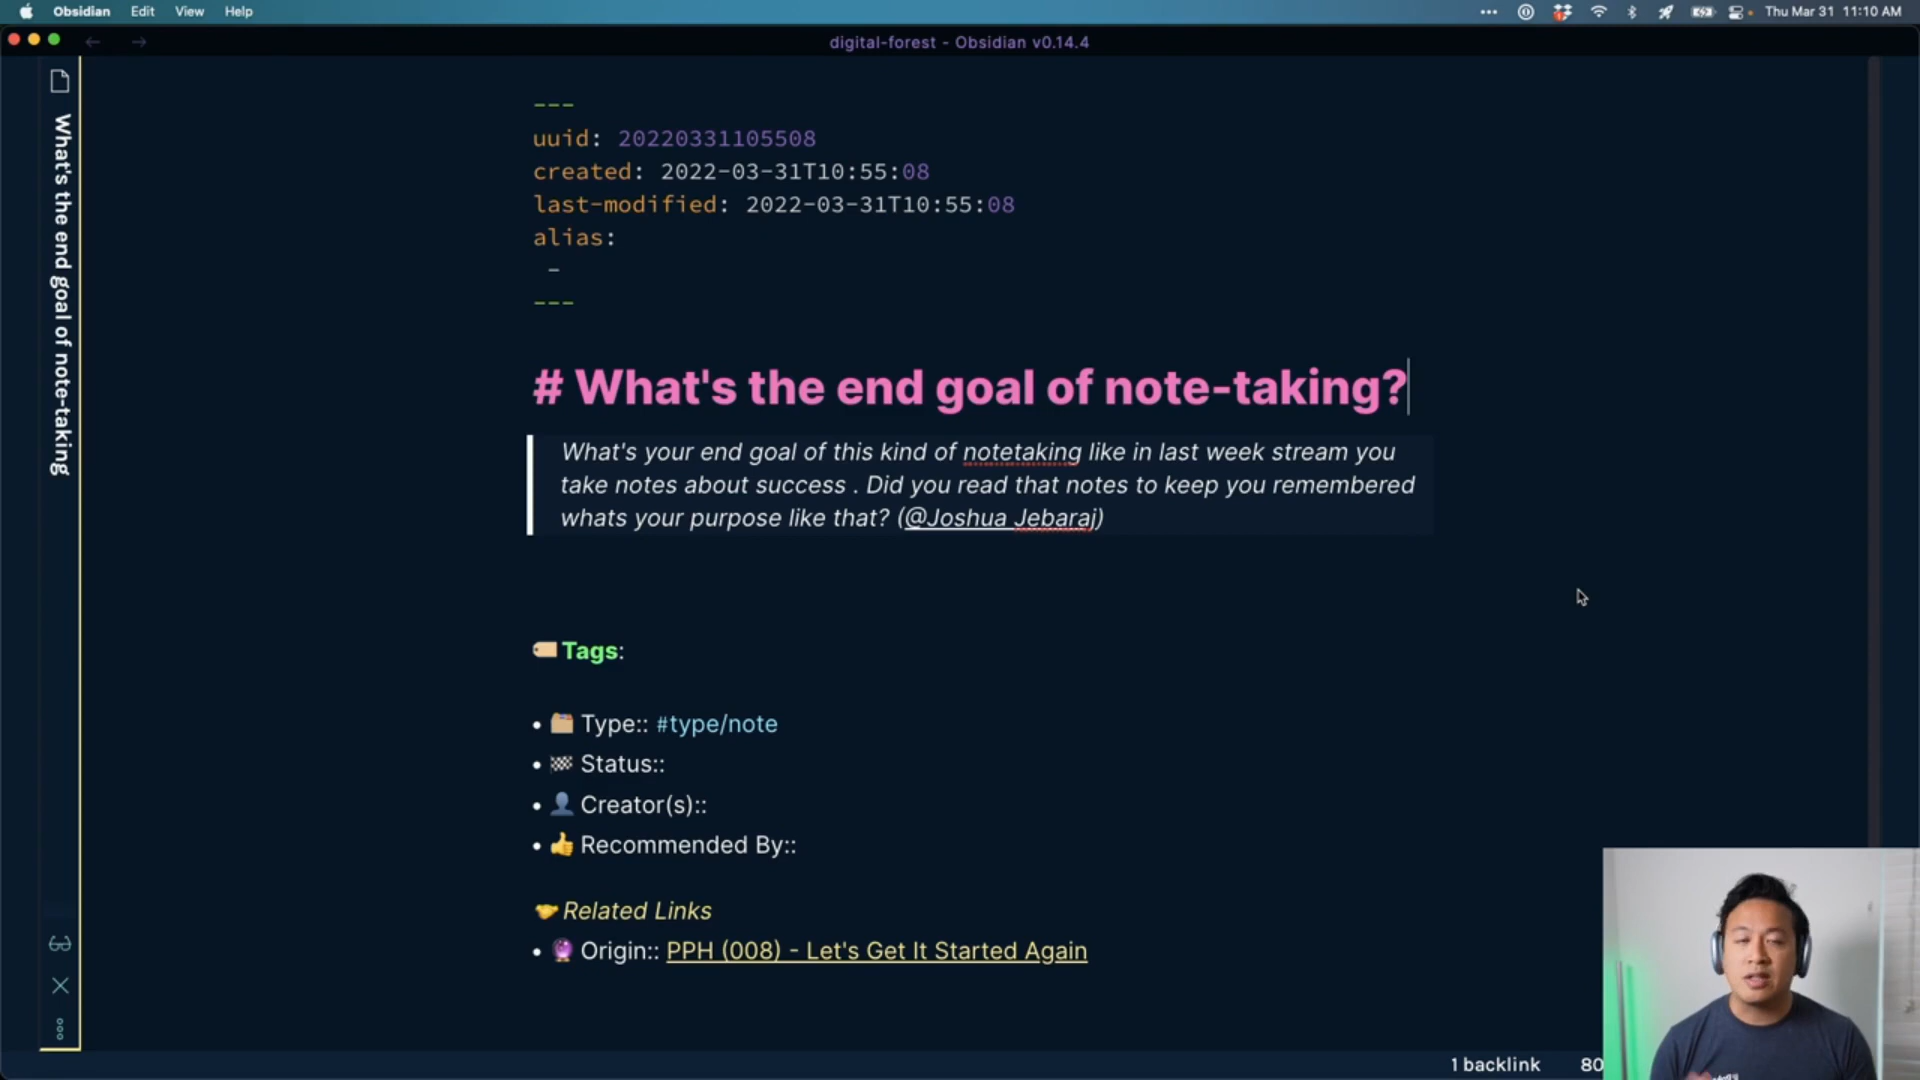 Obsidian Edit View Help
Thu Mar 31 11:10 AM
digital-forest - Obsidian v0.14.4
What's the end goal of note-taking
---
uuid: 20220331105508
created: 2022-03-31T10:55:08
last-modified: 2022-03-31T10:55:08
alias:
-
---
# What's the end goal of note-taking?
What's your end goal of this kind of notetaking like in last week stream you
take notes about success . Did you read that notes to keep you remembered
whats your purpose like that? (@Joshua Jebaraj)
Tags:
• Type:: #type/note
• Status::
• Creator(s)::
• Recommended By::
Related Links
• Origin:: PPH (008) - Let's Get It Started Again
1 backlink 80